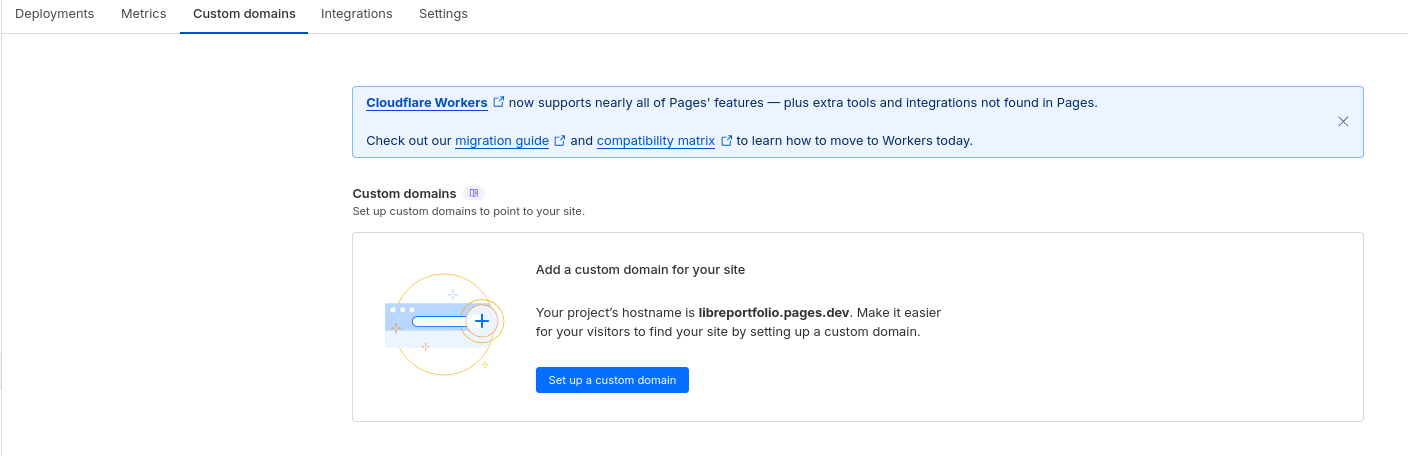 Deployments Metrics Custom domains Integrations Settings
Cloudflare Workers now supports nearly all of Pages' features — plus extra tools and integrations not found in Pages.
Check out our migration guide and compatibility matrix to learn how to move to Workers today.
Custom domains
Set up custom domains to point to your site.
Add a custom domain for your site
Your project’s hostname is libreportfolio.pages.dev. Make it easier
for your visitors to find your site by setting up a custom domain.
Set up a custom domain